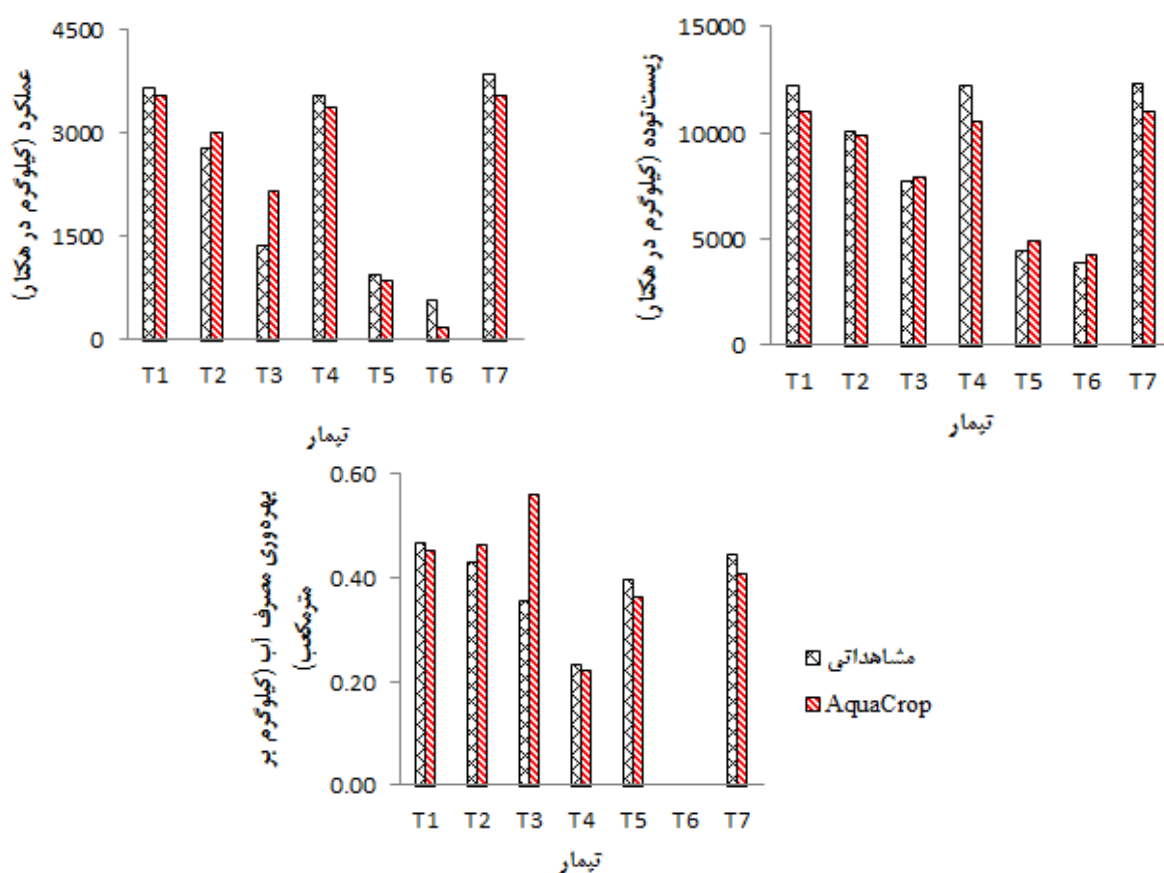 عملکرد (کیلوگرم در هکتار)
4500
3000
1500
0
T1 T2 T3 T4 T5 T6 T7
تیمار
زیست‌توده (کیلوگرم در هکتار)
15000
10000
5000
0
T1 T2 T3 T4 T5 T6 T7
تیمار
بهره‌وری مصرف آب (کیلوگرم بر
مترمکعب)
0.60
0.40
0.20
0.00
T1 T2 T3 T4 T5 T6 T7
تیمار
مشاهداتی
AquaCrop